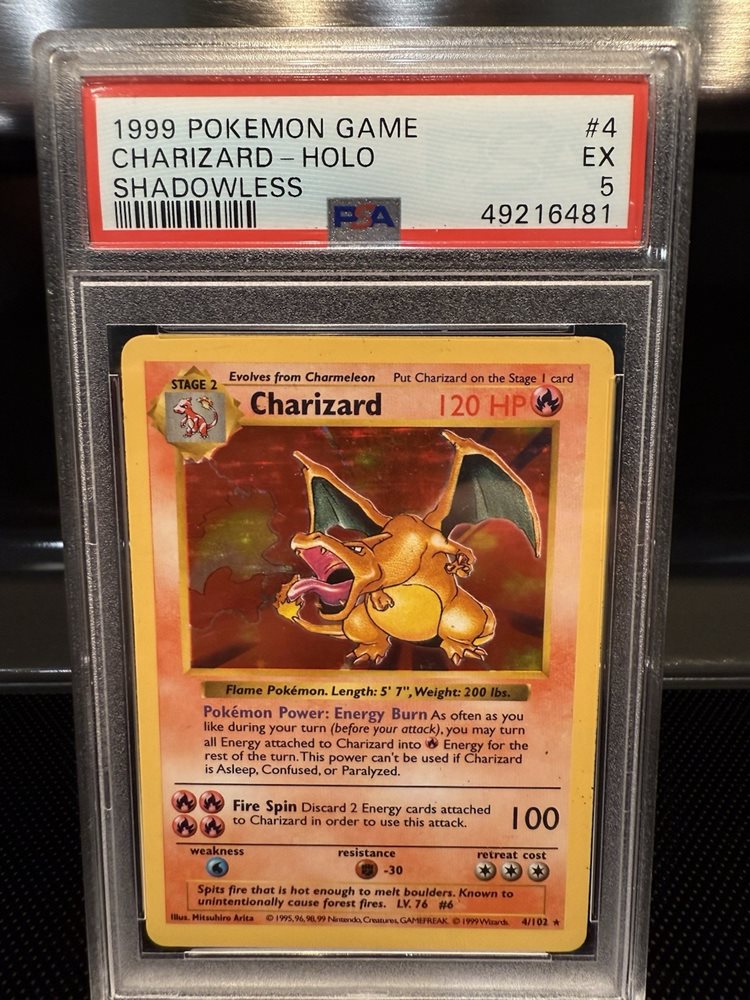 1999 POKEMON GAME #4
CHARIZARD – HOLO EX
SHADOWLESS 5
PSA 49216481
STAGE 2 Evolves from Charmeleon Put Charizard on the Stage 1 card
Charizard 120 HP
Flame Pokémon. Length: 5' 7", Weight: 200 lbs.
Pokémon Power: Energy Burn As often as you
like during your turn (before your attack), you may turn
all Energy attached to Charizard into Energy for the
rest of the turn. This power can't be used if Charizard
is Asleep, Confused, or Paralyzed.
Fire Spin Discard 2 Energy cards attached
to Charizard in order to use this attack. 100
weakness resistance retreat cost
-30
Spits fire that is hot enough to melt boulders. Known to
unintentionally cause forest fires. LV. 76 #6
Illus. Mitsuhiro Arita © 1995, 96, 98, 99 Nintendo, Creatures, GAMEFREAK. © 1999 Wizards. 4/102 ★